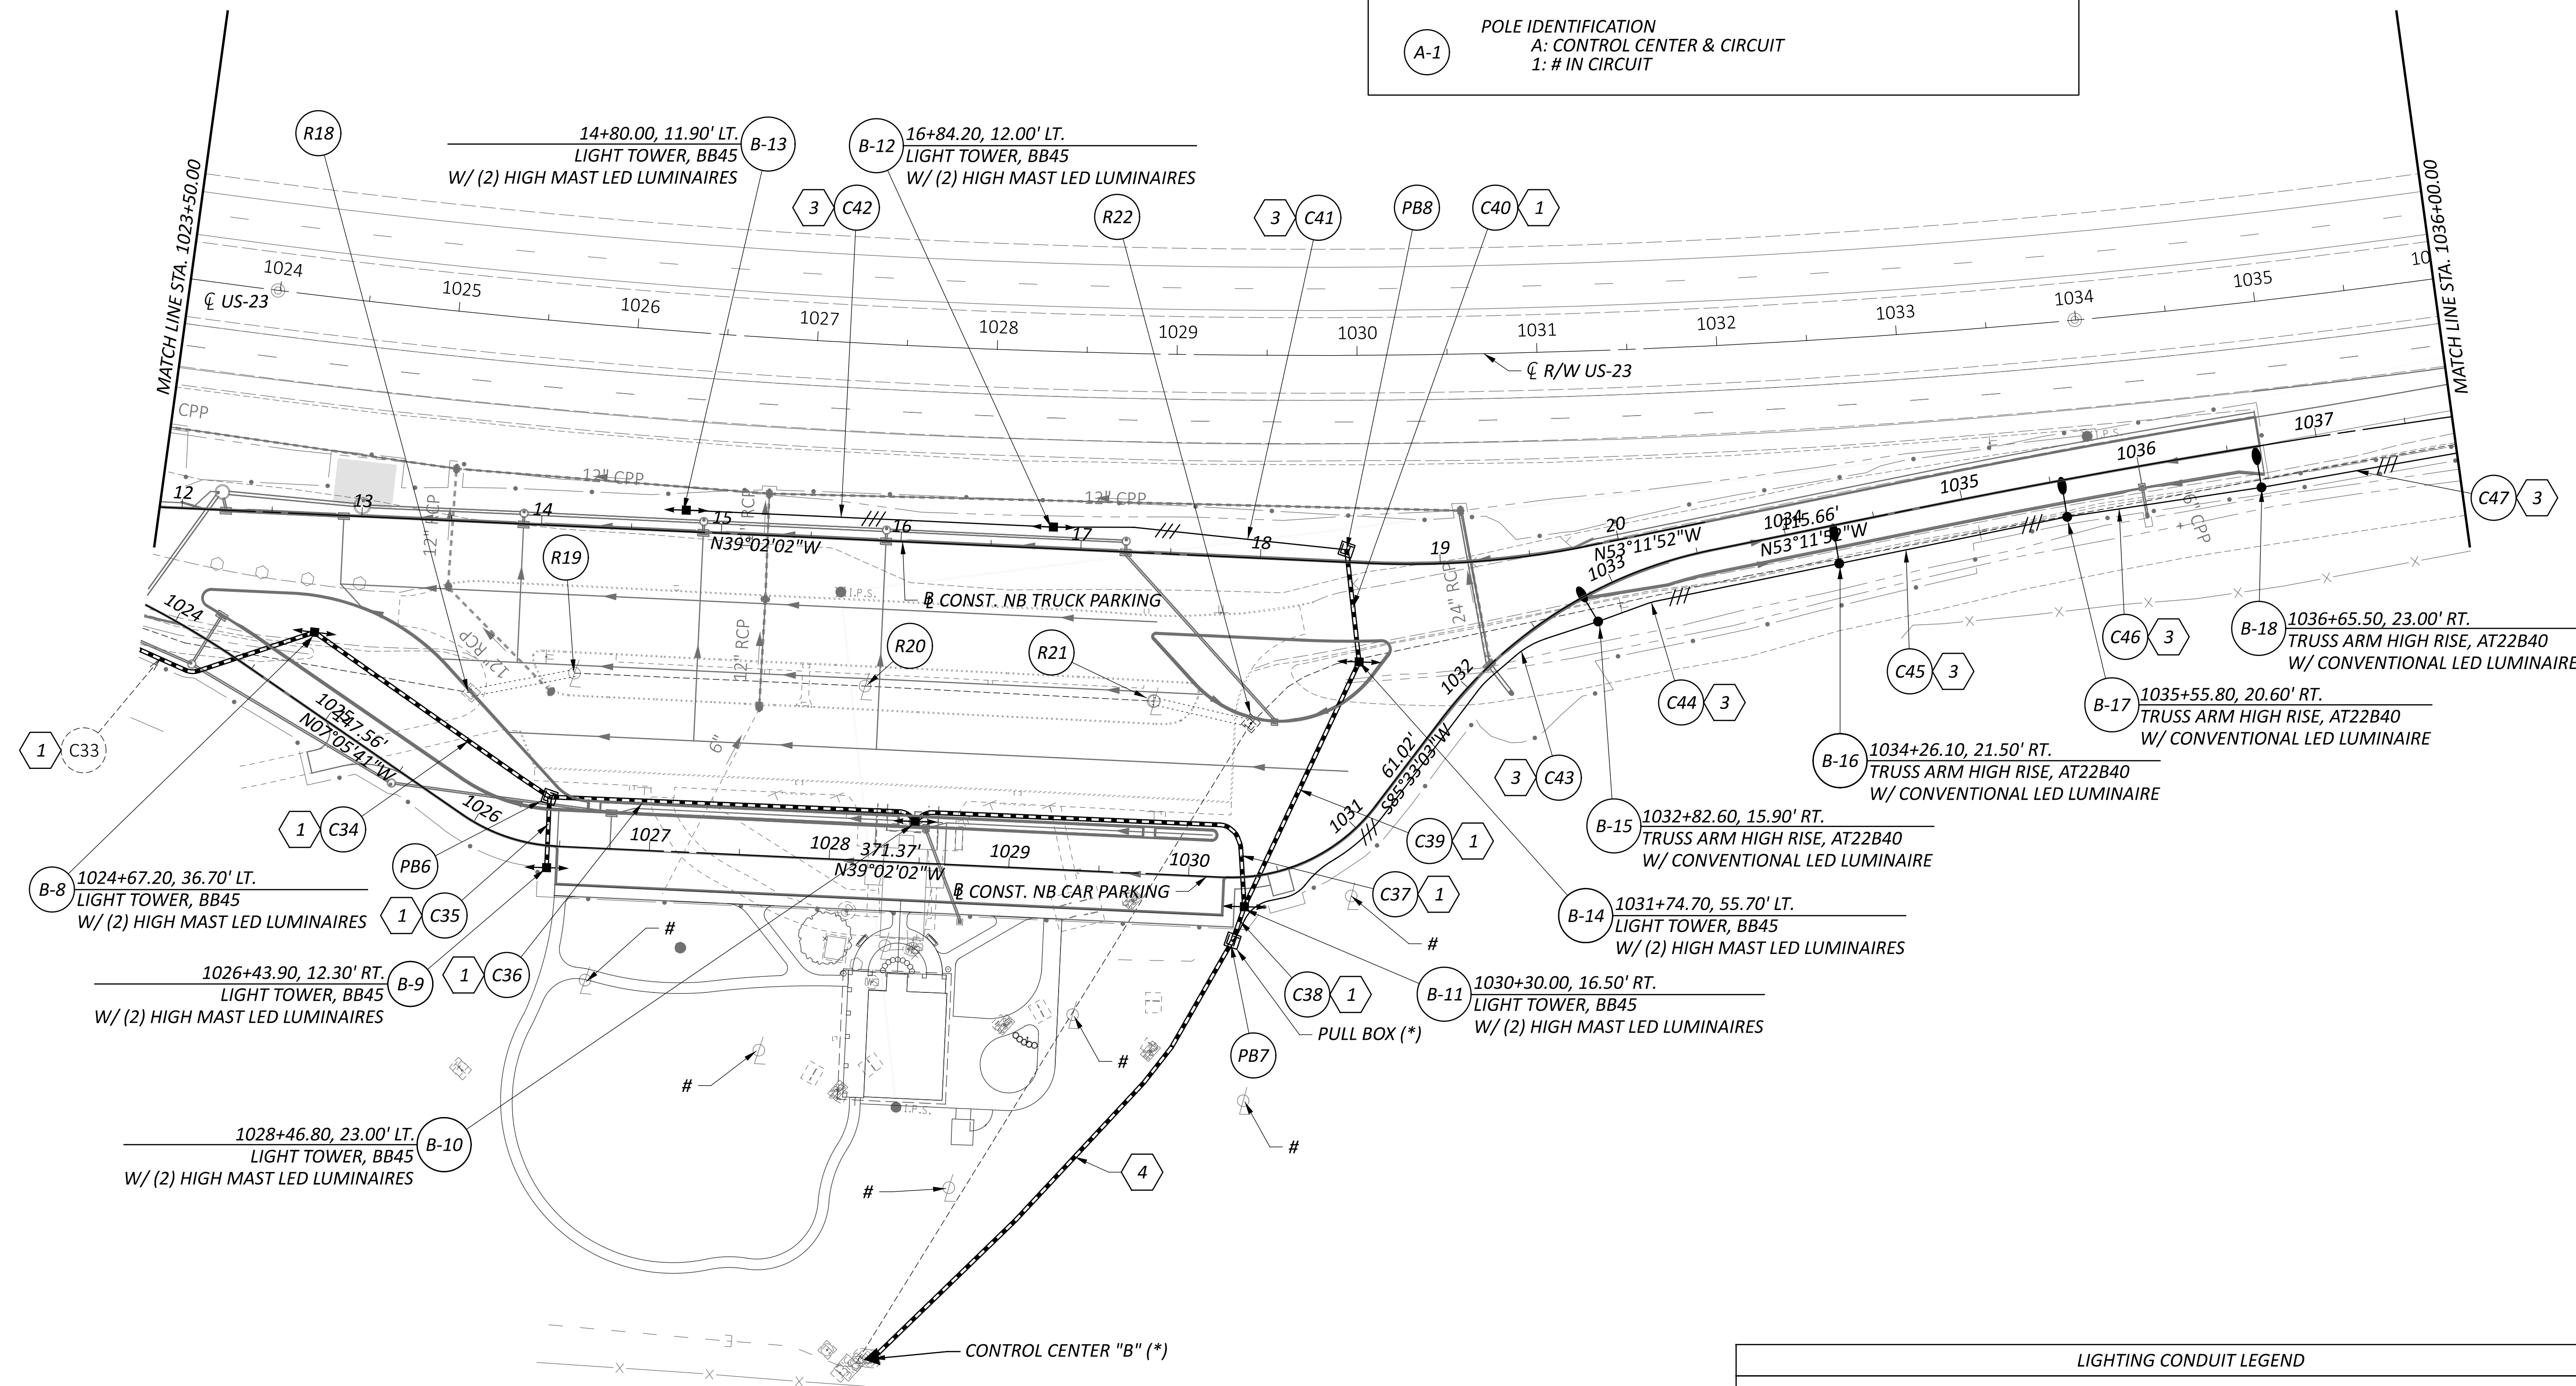 POLE IDENTIFICATION
A-1
A: CONTROL CENTER & CIRCUIT
1: # IN CIRCUIT
MATCH LINE STA. 1023+50.00
MATCH LINE STA. 1036+00.00
R18
14+80.00, 11.90' LT.
LIGHT TOWER, BB45
W/ (2) HIGH MAST LED LUMINAIRES
B-13
B-12
16+84.20, 12.00' LT.
LIGHT TOWER, BB45
W/ (2) HIGH MAST LED LUMINAIRES
3 C42
R22
3 C41
PB8
C40 1
1024
1025
1026
1027
1028
1029
1030
1031
1032
1033
1034
1035
10
℄ US-23
℄ R/W US-23
CPP
12" CPP
12" CPP
12" RCP
12" RCP
12" RCP
12" RCP
24" RCP
6" CPP
6"
I.P.S.
I.P.S.
I.P.S.
12
13
14
15
16
17
18
19
20
N39°02'02"W
N53°11'52"W
115.66'
N53°11'52"W
1033
1034
1035
1036
1037
C47 3
R19
R20
R21
B CONST. NB TRUCK PARKING
1024
1025
147.56'
N07°05'41"W
1026
1027
1028
371.37'
N39°02'02"W
1029
1030
B CONST. NB CAR PARKING
1031
61.02'
S85°33'03"W
1032
1 C33
1 C34
PB6
1 C35
1 C36
B-8
1024+67.20, 36.70' LT.
LIGHT TOWER, BB45
W/ (2) HIGH MAST LED LUMINAIRES
1026+43.90, 12.30' RT.
LIGHT TOWER, BB45
W/ (2) HIGH MAST LED LUMINAIRES
B-9
1028+46.80, 23.00' LT.
LIGHT TOWER, BB45
W/ (2) HIGH MAST LED LUMINAIRES
B-10
B-18
1036+65.50, 23.00' RT.
TRUSS ARM HIGH RISE, AT22B40
W/ CONVENTIONAL LED LUMINAIRE
C46 3
C45 3
C44 3
3 C43
B-17
1035+55.80, 20.60' RT.
TRUSS ARM HIGH RISE, AT22B40
W/ CONVENTIONAL LED LUMINAIRE
B-16
1034+26.10, 21.50' RT.
TRUSS ARM HIGH RISE, AT22B40
W/ CONVENTIONAL LED LUMINAIRE
B-15
1032+82.60, 15.90' RT.
TRUSS ARM HIGH RISE, AT22B40
W/ CONVENTIONAL LED LUMINAIRE
C39 1
C37 1
B-14
1031+74.70, 55.70' LT.
LIGHT TOWER, BB45
W/ (2) HIGH MAST LED LUMINAIRES
C38 1
B-11
1030+30.00, 16.50' RT.
LIGHT TOWER, BB45
W/ (2) HIGH MAST LED LUMINAIRES
PULL BOX (*)
PB7
#
#
#
#
#
#
4
CONTROL CENTER "B" (*)
LIGHTING CONDUIT LEGEND